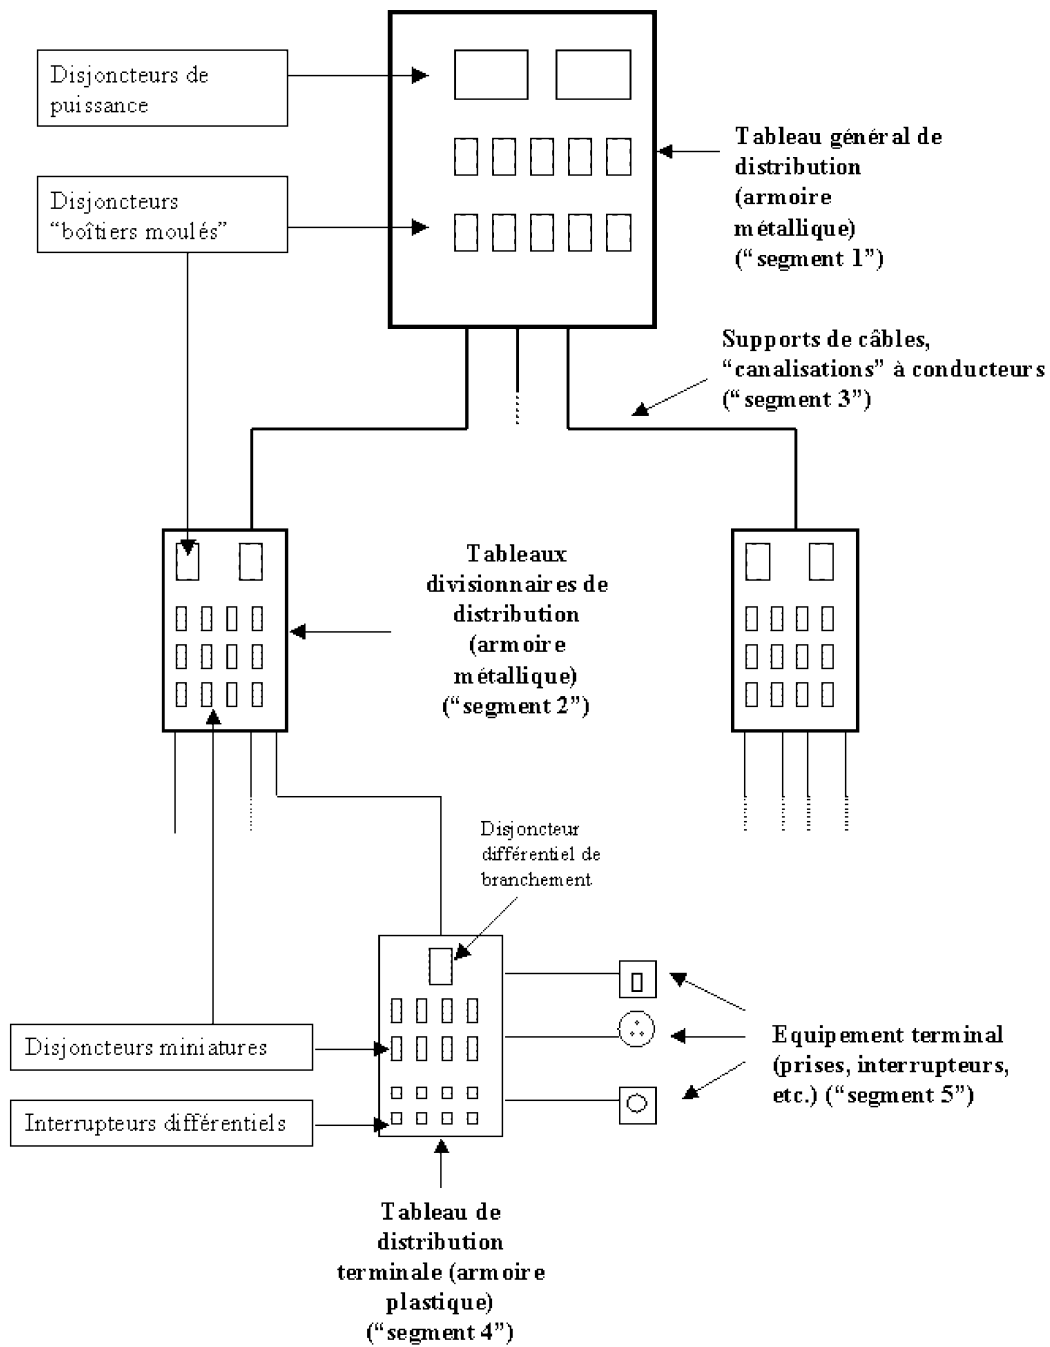 Disjoncteurs de
puissance
Tableau général de
distribution
(armoire
métallique)
(“segment 1”)
Disjoncteurs
“boîtiers moulés”
Supports de câbles,
“canalisations” à conducteurs
(“segment 3”)
Tableaux
divisionnaires de
distribution
(armoire
métallique)
(“segment 2”)
Disjoncteur
différentiel de
branchement
Disjoncteurs miniatures
Interrupteurs différentiels
Equipement terminal
(prises, interrupteurs,
etc.) (“segment 5”)
Tableau de
distribution
terminale (armoire
plastique)
(“segment 4”)